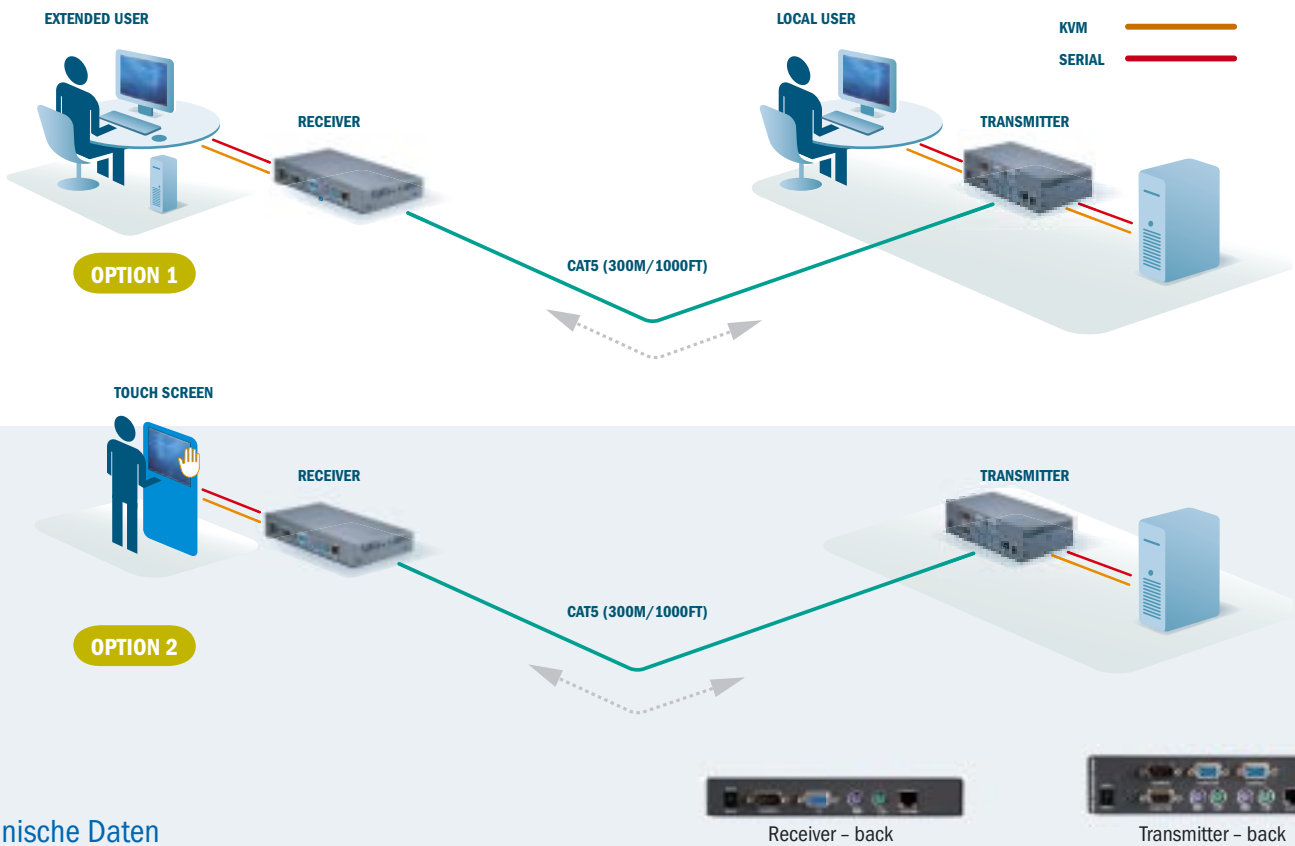 EXTENDED USER
LOCAL USER
KVM
SERIAL
RECEIVER
TRANSMITTER
CAT5 (300M/1000FT)
OPTION 1
TOUCH SCREEN
RECEIVER
TRANSMITTER
CAT5 (300M/1000FT)
OPTION 2
nische Daten
Receiver – back
Transmitter – back